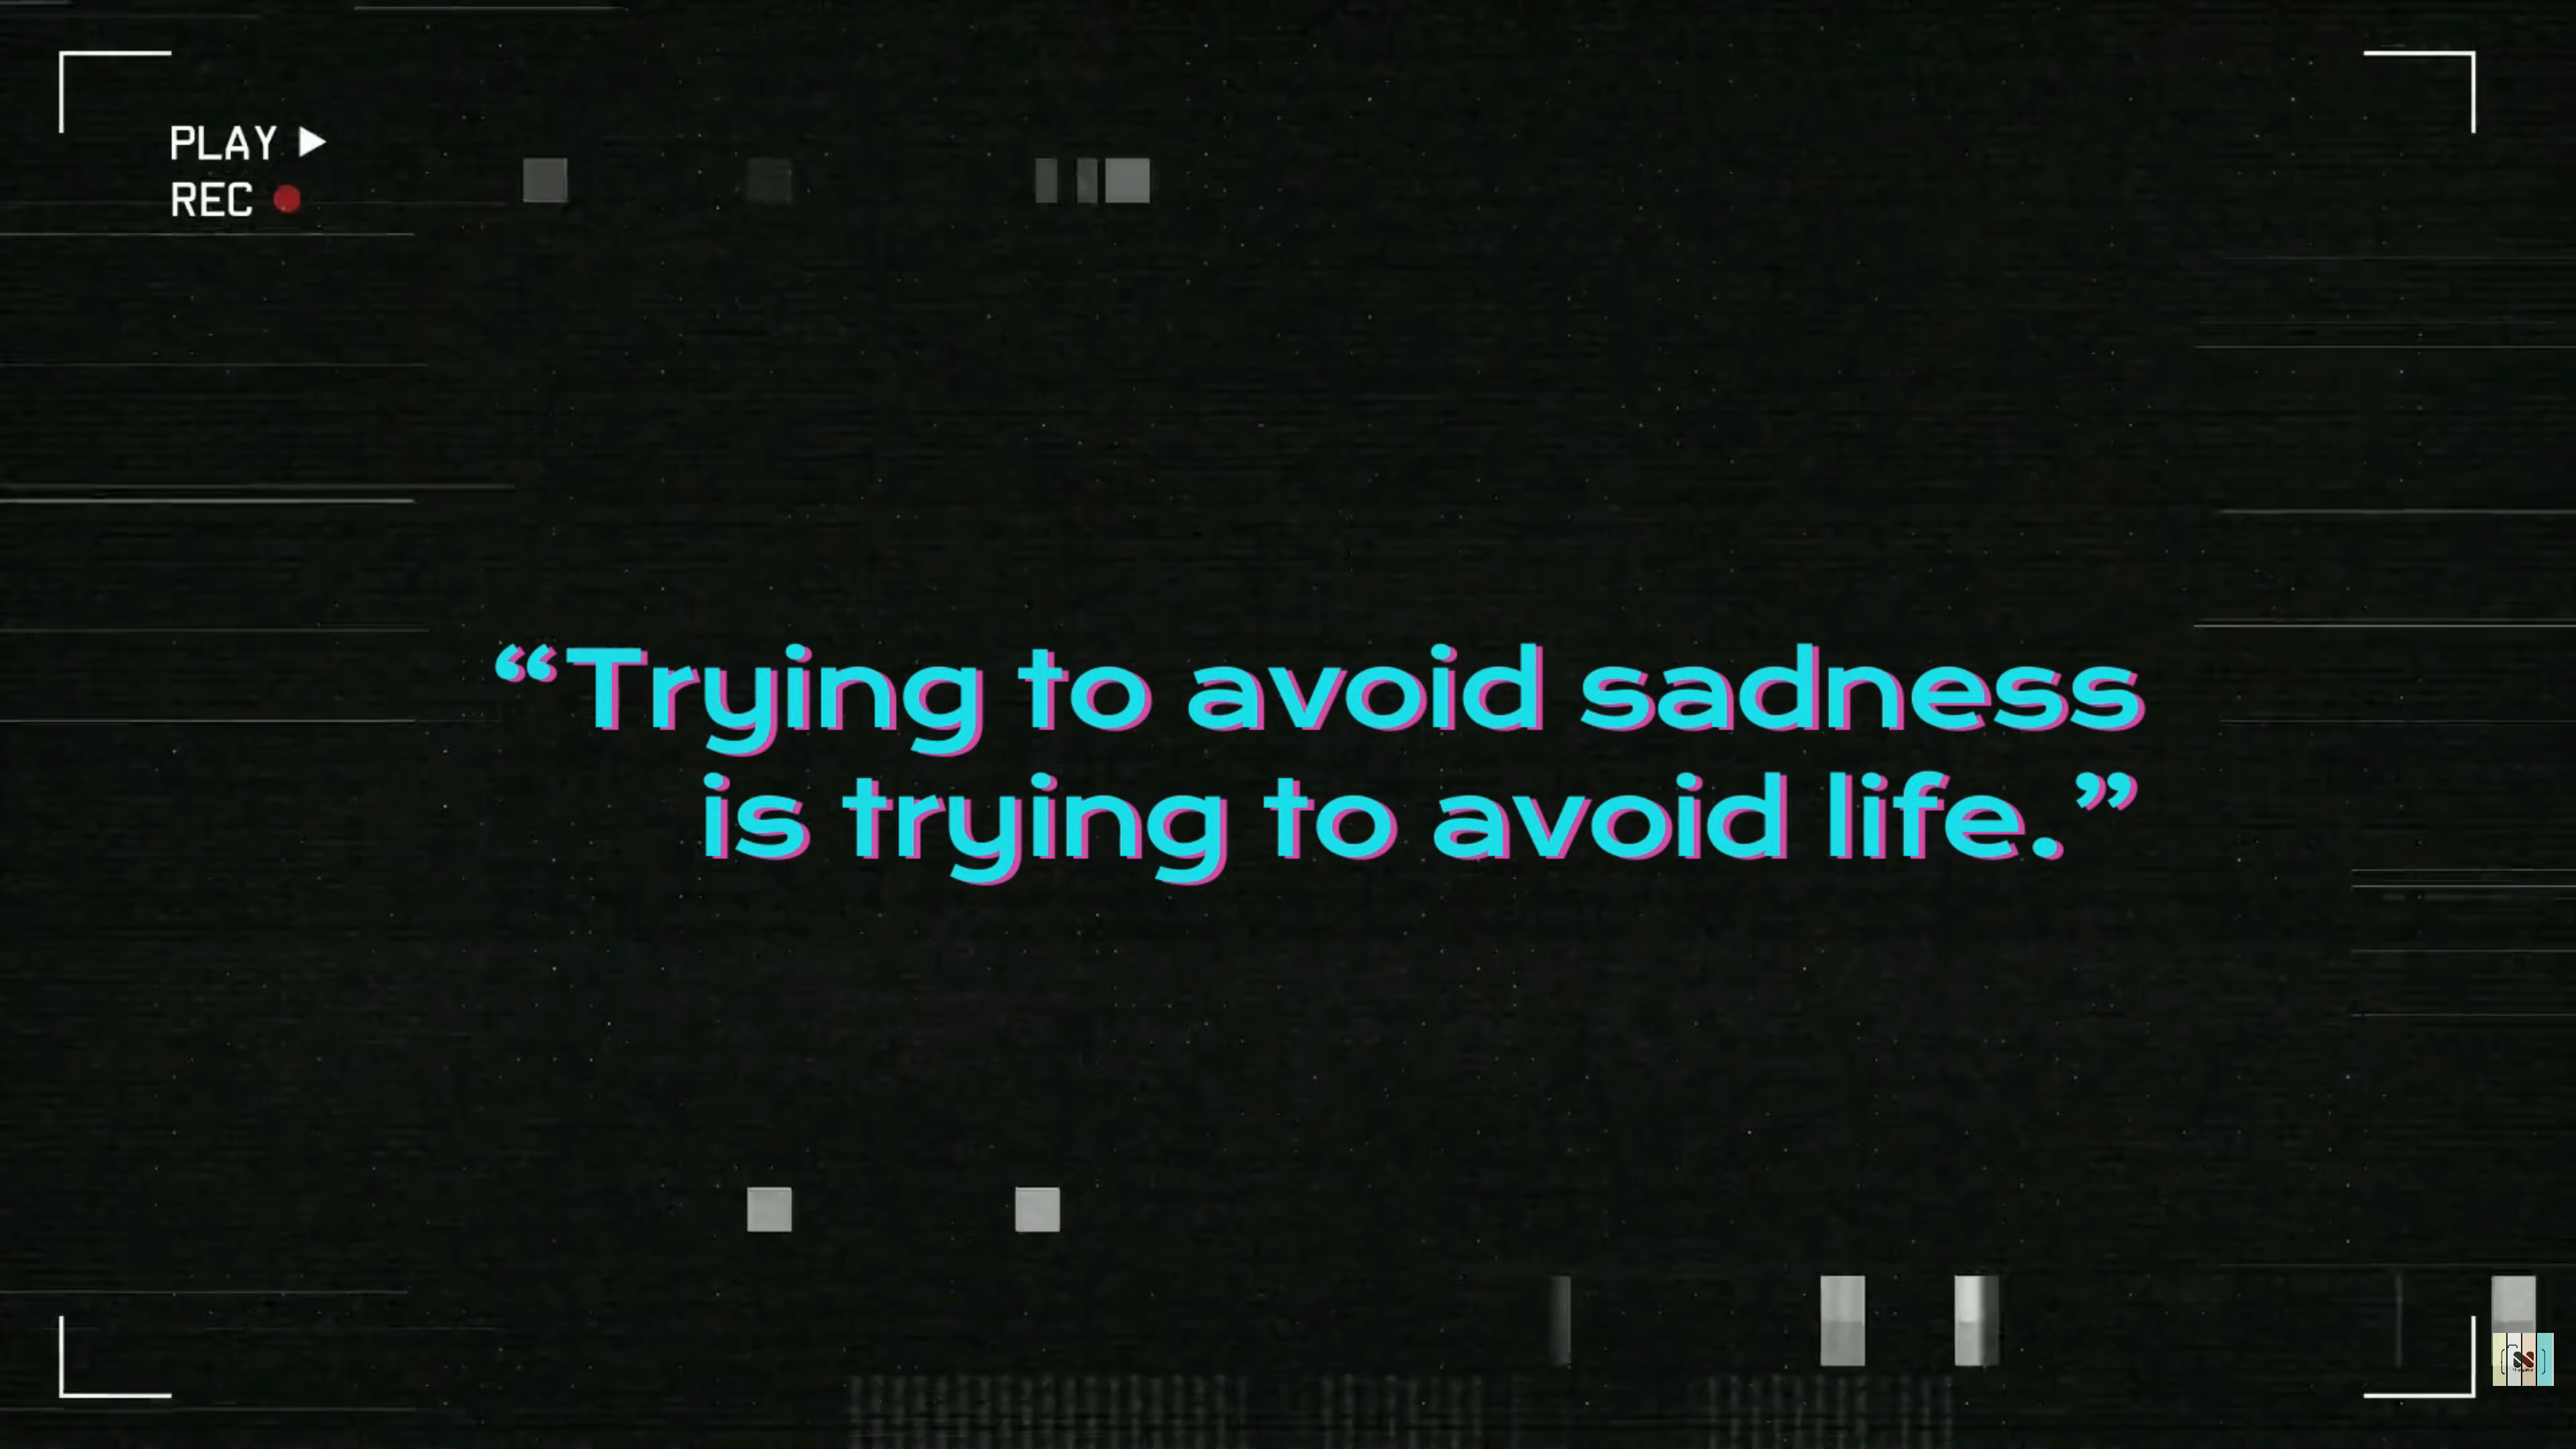 PLAY
REC
“Trying to avoid sadness
is trying to avoid life.”